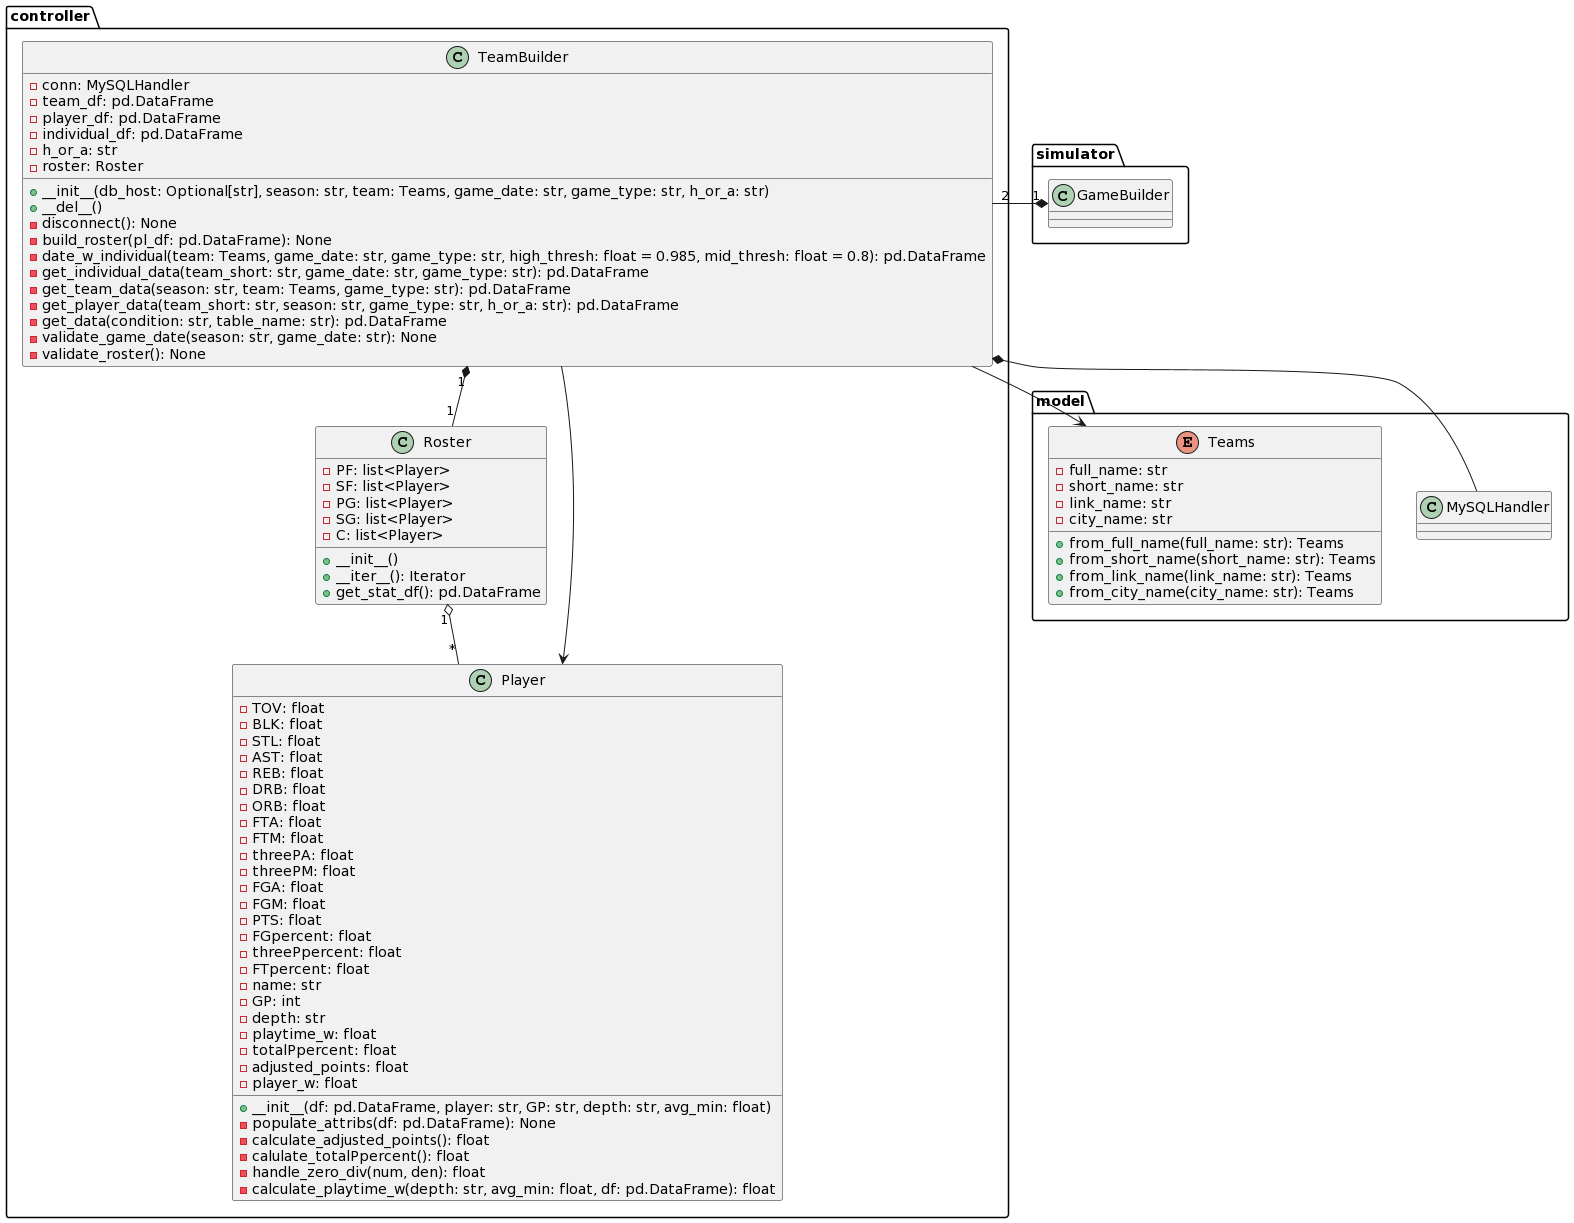 controller
C TeamBuilder
conn: MySQLHandler
team_df: pd.DataFrame
player_df: pd.DataFrame
individual_df: pd.DataFrame
h_or_a: str
roster: Roster
__init__(db_host: Optional[str], season: str, team: Teams, game_date: str, game_type: str, h_or_a: str)
__del__()
disconnect(): None
build_roster(pl_df: pd.DataFrame): None
date_w_individual(team: Teams, game_date: str, game_type: str, high_thresh: float = 0.985, mid_thresh: float = 0.8): pd.DataFrame
get_individual_data(team_short: str, game_date: str, game_type: str): pd.DataFrame
get_team_data(season: str, team: Teams, game_type: str): pd.DataFrame
get_player_data(team_short: str, season: str, game_type: str, h_or_a: str): pd.DataFrame
get_data(condition: str, table_name: str): pd.DataFrame
validate_game_date(season: str, game_date: str): None
validate_roster(): None
simulator
2 1
C GameBuilder
1
1
model
E Teams
full_name: str
short_name: str
link_name: str
city_name: str
from_full_name(full_name: str): Teams
from_short_name(short_name: str): Teams
from_link_name(link_name: str): Teams
from_city_name(city_name: str): Teams
C MySQLHandler
C Roster
PF: list<Player>
SF: list<Player>
PG: list<Player>
SG: list<Player>
C: list<Player>
__init__()
__iter__(): Iterator
get_stat_df(): pd.DataFrame
1
*
C Player
TOV: float
BLK: float
STL: float
AST: float
REB: float
DRB: float
ORB: float
FTA: float
FTM: float
threePA: float
threePM: float
FGA: float
FGM: float
PTS: float
FGpercent: float
threePpercent: float
FTpercent: float
name: str
GP: int
depth: str
playtime_w: float
totalPpercent: float
adjusted_points: float
player_w: float
__init__(df: pd.DataFrame, player: str, GP: str, depth: str, avg_min: float)
populate_attribs(df: pd.DataFrame): None
calculate_adjusted_points(): float
calulate_totalPpercent(): float
handle_zero_div(num, den): float
calculate_playtime_w(depth: str, avg_min: float, df: pd.DataFrame): float